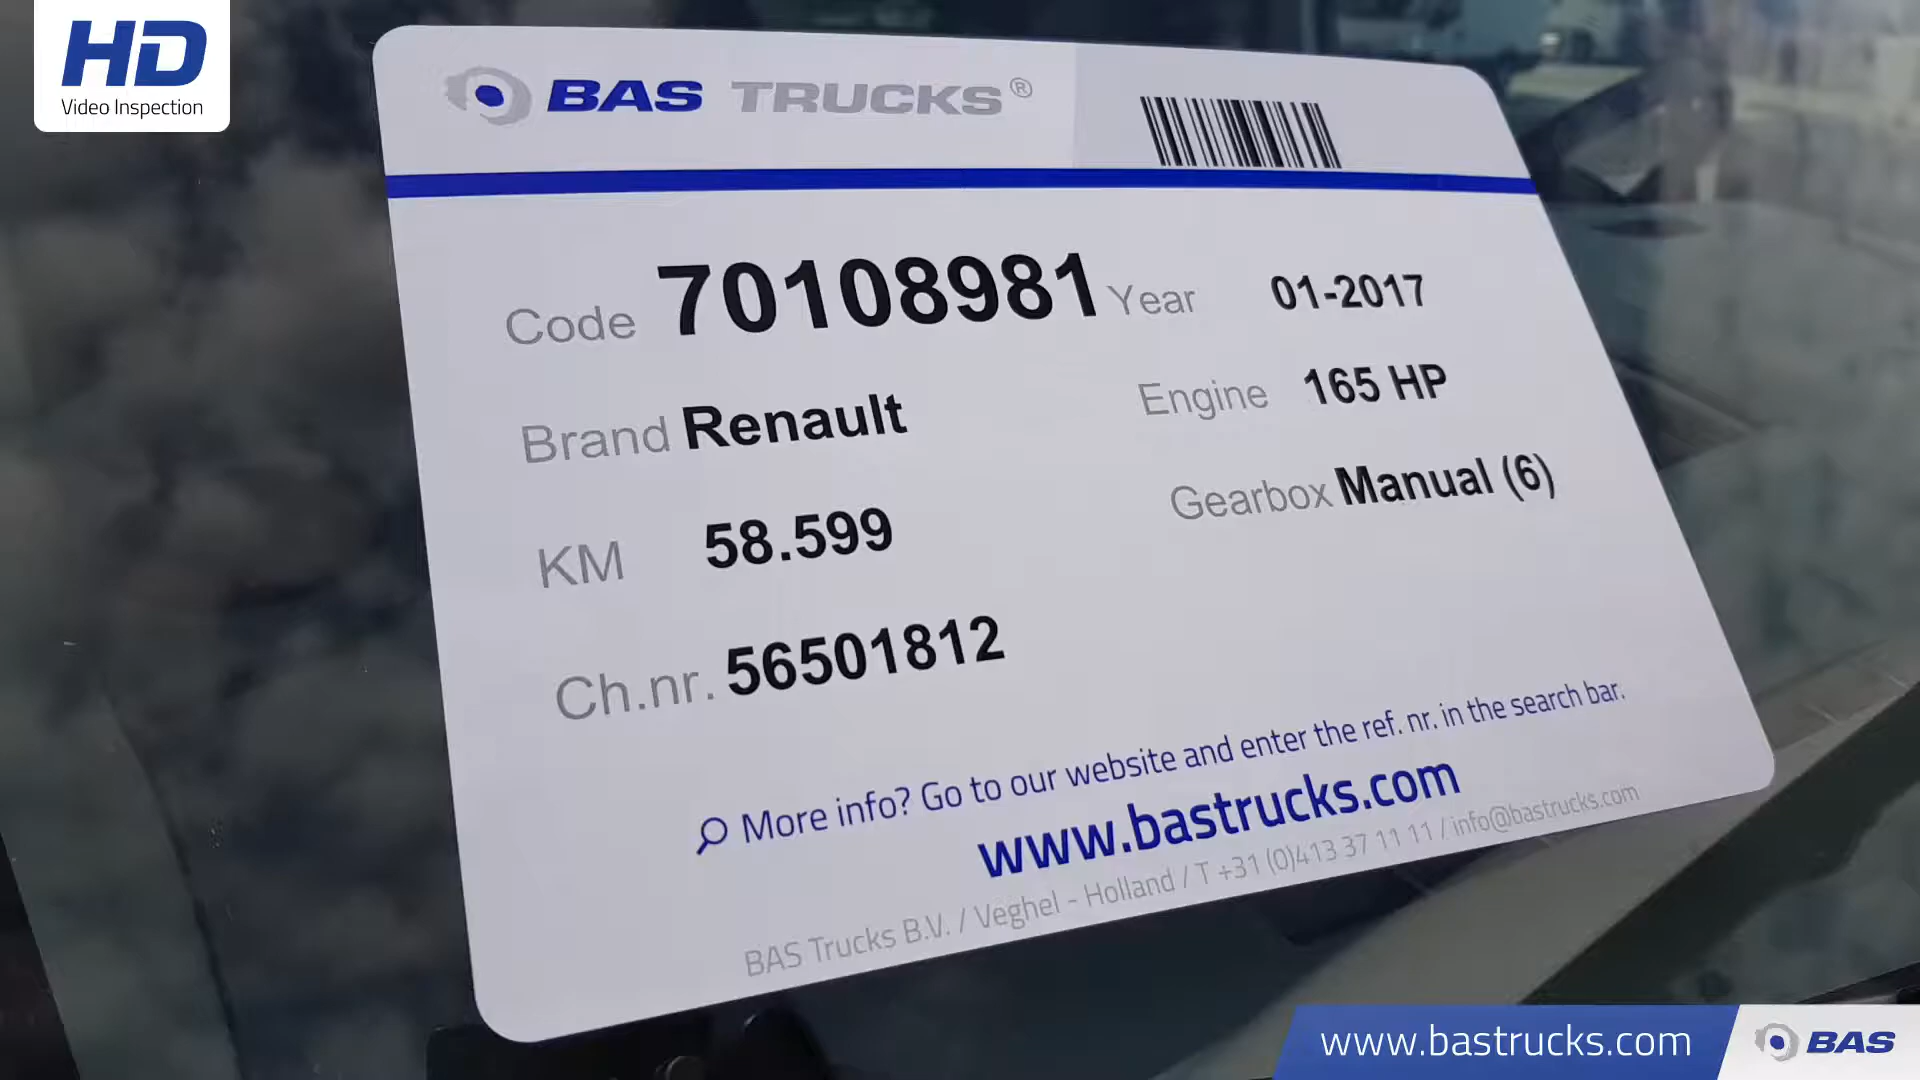 HD
Video Inspection
BAS TRUCKS®
Code 70108981 Year 01-2017
Brand Renault Engine 165 HP
KM 58.599 Gearbox Manual (6)
Ch.nr. 56501812
More info? Go to our website and enter the ref. nr. in the search bar.
www.bastrucks.com
BAS Trucks B.V. / Veghel - Holland / T +31 (0)413 37 11 11 / info@bastrucks.com
www.bastrucks.com BAS